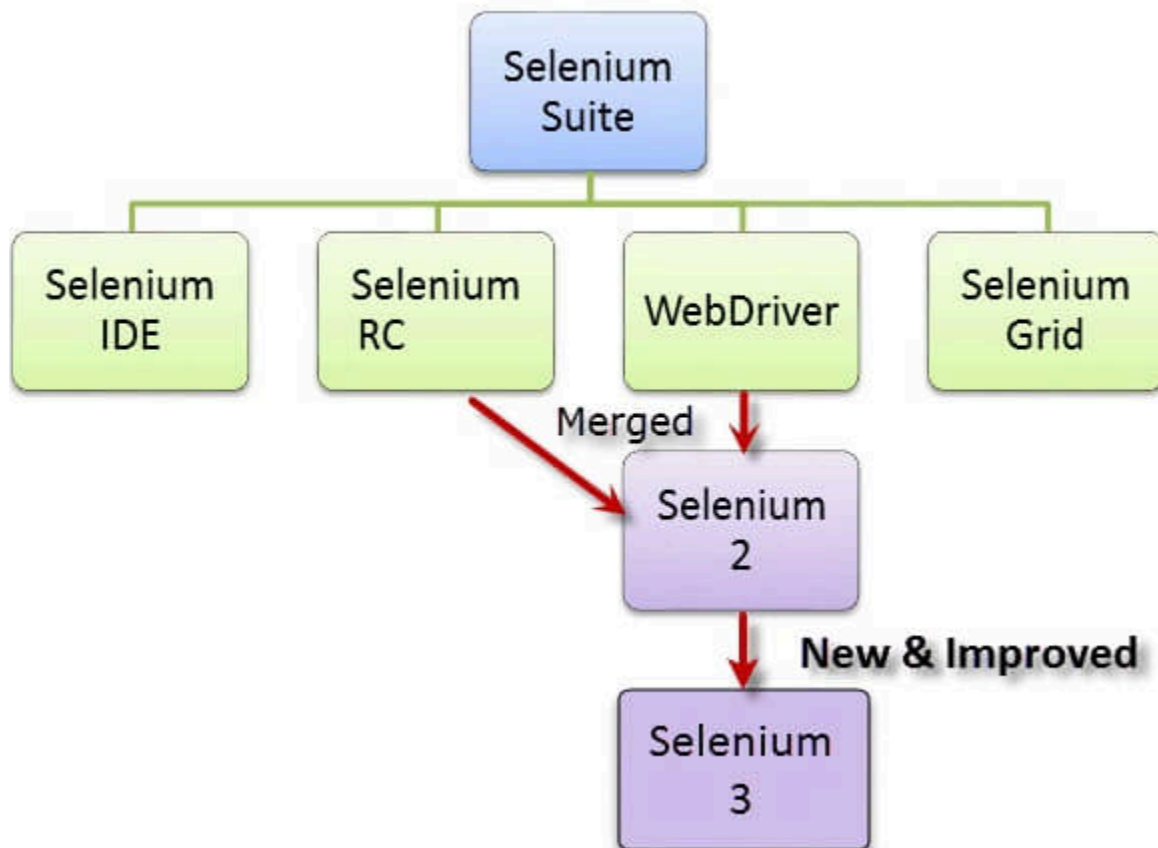 Selenium
Suite
Selenium
IDE
Selenium
RC
WebDriver
Selenium
Grid
Merged
Selenium
2
New & Improved
Selenium
3